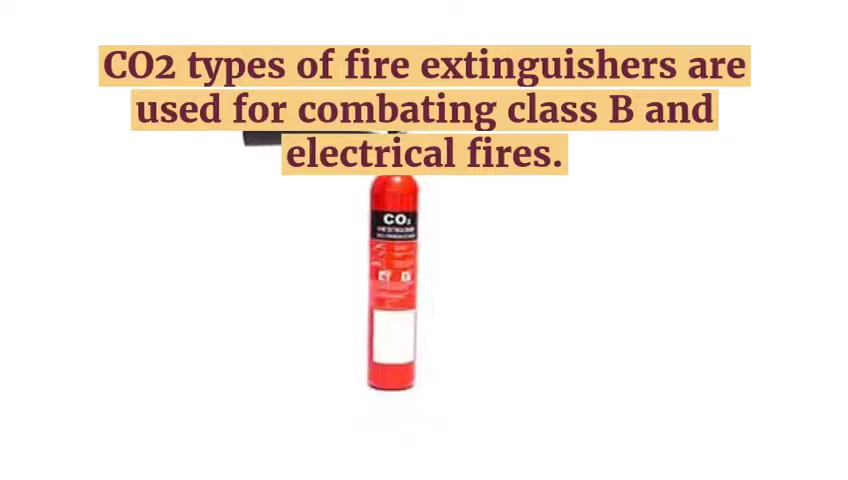 CO2 types of fire extinguishers are
used for combating class B and
electrical fires.
CO₂